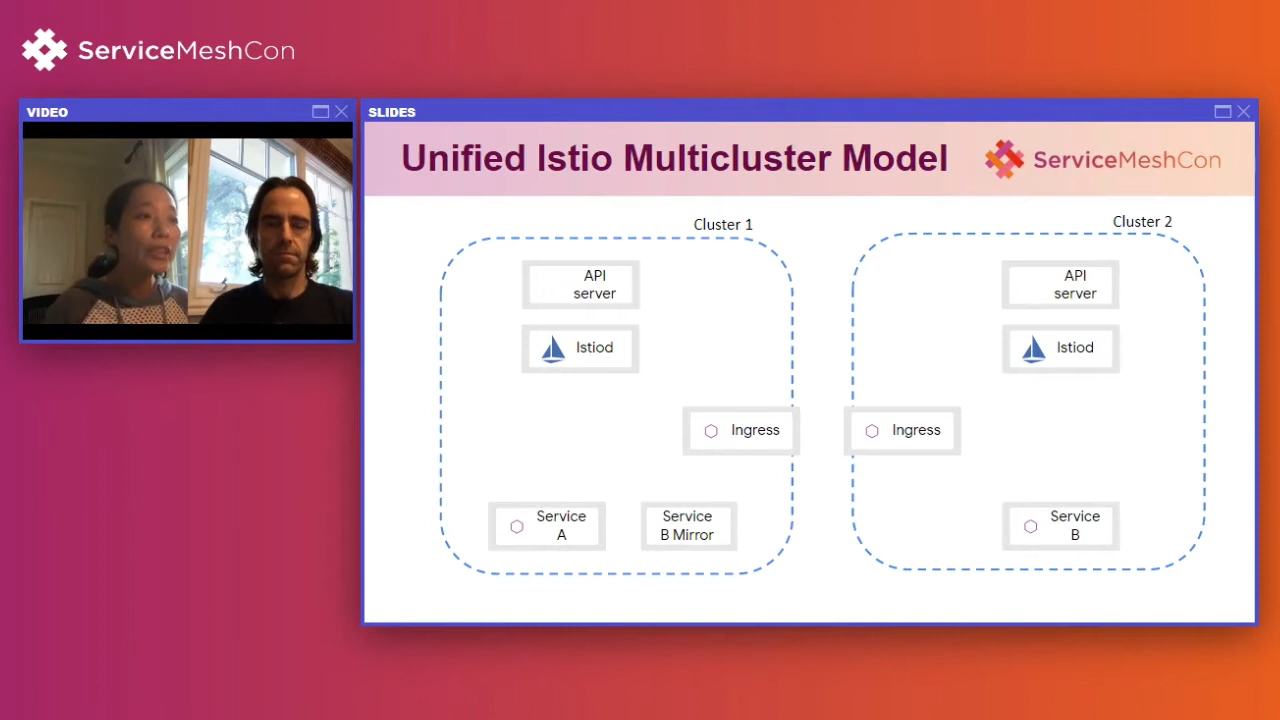 ServiceMeshCon
VIDEO
SLIDES
Unified Istio Multicluster Model
ServiceMeshCon
Cluster 1
Cluster 2
API
server
API
server
Istiod
Istiod
Ingress
Ingress
Service
A
Service
B Mirror
Service
B